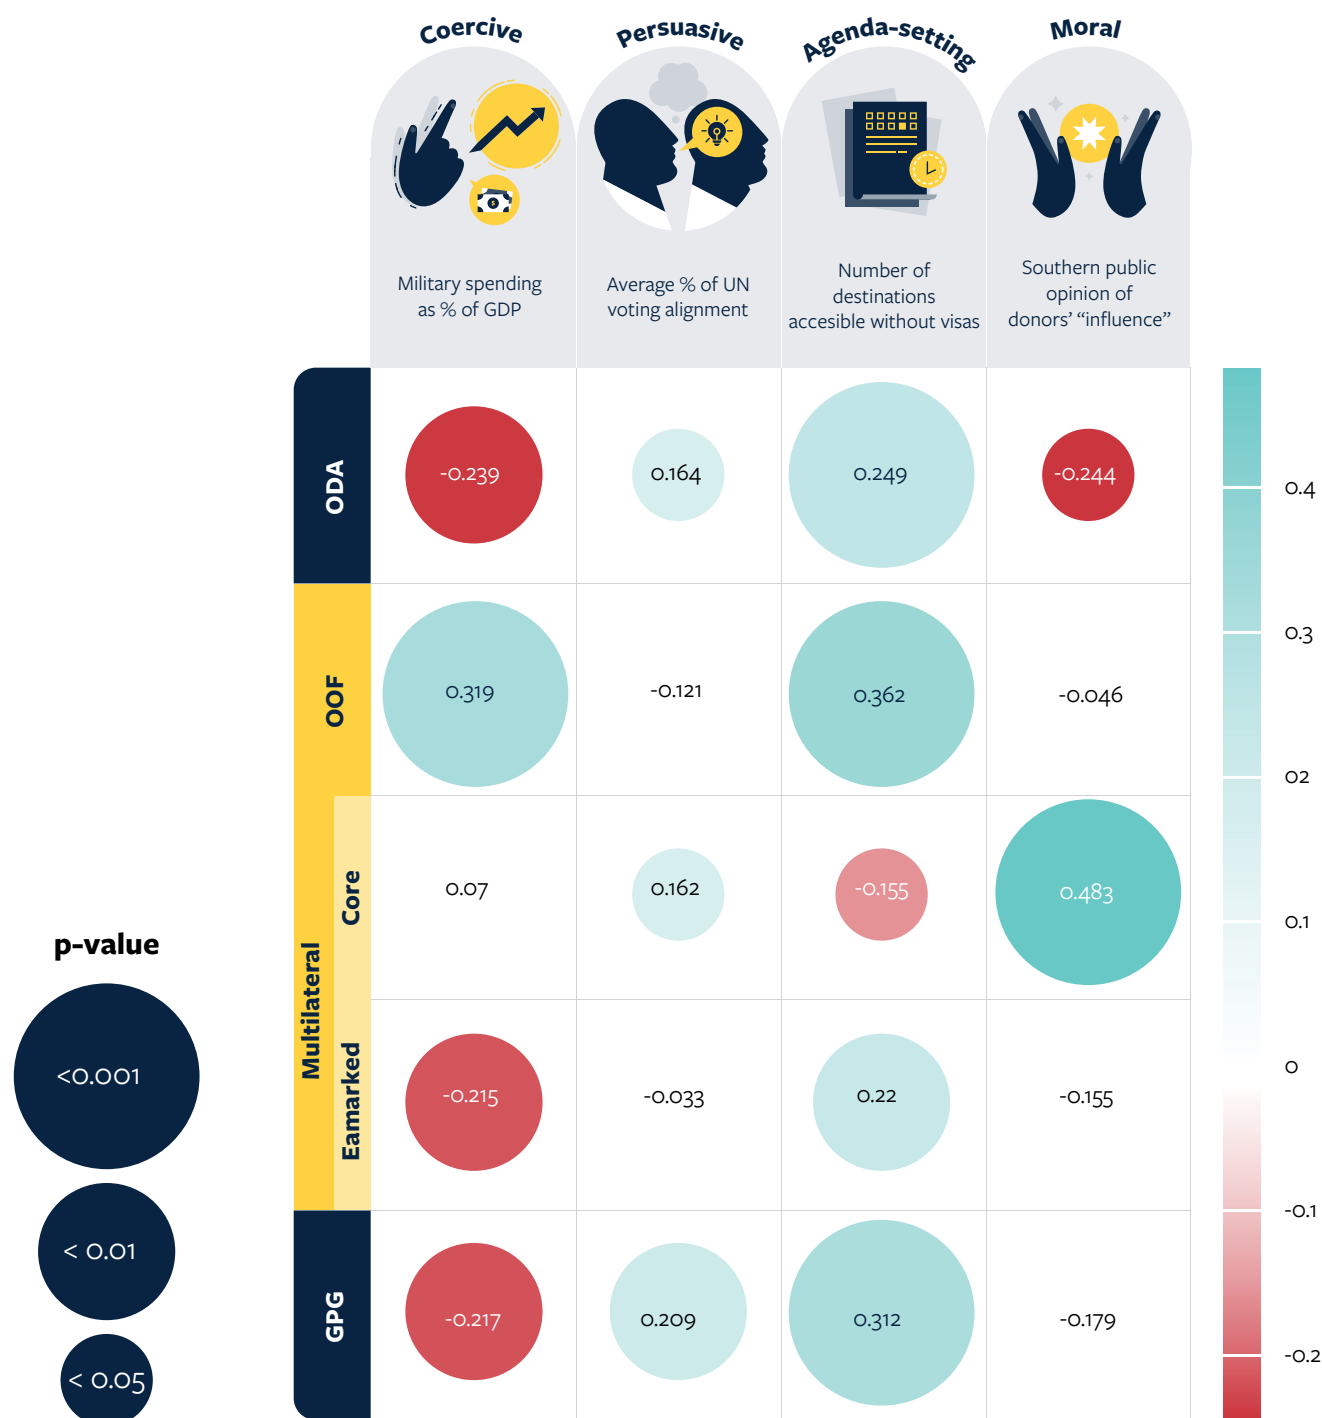 Coercive
Persuasive
Agenda-setting
Moral
$
Military spending
as % of GDP
Average % of UN
voting alignment
Number of
destinations
accesible without visas
Southern public
opinion of
donors' “influence”
ODA
-0.239
0.164
0.249
-0.244
OOF
0.319
-0.121
0.362
-0.046
Multilateral
Core
0.07
0.162
-0.155
0.483
Eamarked
-0.215
-0.033
0.22
-0.155
GPG
-0.217
0.209
0.312
-0.179
0.4
0.3
02
0.1
0
-0.1
-0.2
p-value
<0.001
< 0.01
< 0.05